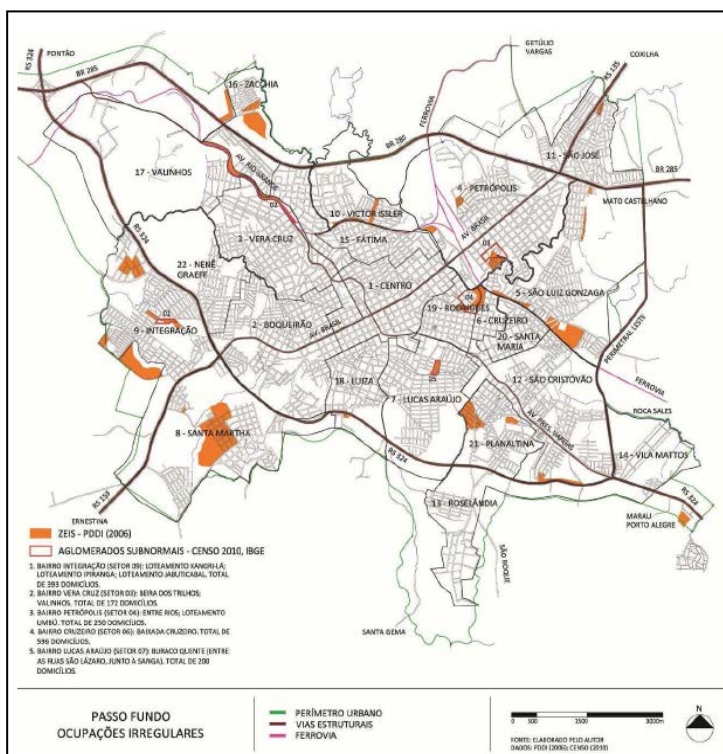 RS 324
PONTÃO
BR 285
16 - ZACCHIA
GETÚLIO
VARGAS
COXILHA
RS 135
FERROVIA
BR 285
11 - SÃO JOSÉ
BR 285
MATO CASTELHANO
17 - VALINHOS
AV. RIO GRANDE
02
10 - VICTOR ISSLER
4 - PETRÓPOLIS
AV. BRASIL
3 - VERA CRUZ
15 - FÁTIMA
RS 324
22 - NENÊ
GRAEFF
1 - CENTRO
03
5 - SÃO LUIZ GONZAGA
04
19 - RODRIGUES
6 - CRUZEIRO
20 - SANTA
MARIA
01
9 - INTEGRAÇÃO
2 - BOQUEIRÃO
AV. BRASIL
PERIMETRAL LESTE
FERROVIA
18 - LUIZA
05
7 - LUCAS ARAÚJO
12 - SÃO CRISTÓVÃO
AV. PRES. VARGAS
ROCA SALES
8 - SANTA MARTHA
21 - PLANALTINA
14 - VILA MATTOS
RS 324
RS 324
RS 153
ERNESTINA
13 - ROSELÂNDIA
MARAU
PORTO ALEGRE
SÃO ROQUE
SANTA GEMA
ZEIS - PDDI (2006)
AGLOMERADOS SUBNORMAIS - CENSO 2010, IBGE
1. BAIRRO INTEGRAÇÃO (SETOR 09): LOTEAMENTO XANGRI-LÁ;
LOTEAMENTO IPIRANGA; LOTEAMENTO JABUTICABAL. TOTAL
DE 393 DOMICÍLIOS.
2. BAIRRO VERA CRUZ (SETOR 03): BEIRA DOS TRILHOS;
VALINHOS. TOTAL DE 172 DOMICÍLIOS.
3. BAIRRO PETRÓPOLIS (SETOR 04): ENTRE RIOS; LOTEAMENTO
UMBÚ. TOTAL DE 250 DOMICÍLIOS.
4. BAIRRO CRUZEIRO (SETOR 06): BAIXADA CRUZEIRO. TOTAL DE
596 DOMICÍLIOS.
5. BAIRRO LUCAS ARAÚJO (SETOR 07): BURACO QUENTE (ENTRE
AS RUAS SÃO LÁZARO, JUNTO À SANGA). TOTAL DE 200
DOMICÍLIOS.
PASSO FUNDO
OCUPAÇÕES IRREGULARES
PERÍMETRO URBANO
VIAS ESTRUTURAIS
FERROVIA
0 500 1500 3000m
N
FONTE: ELABORADO PELO AUTOR
DADOS: PDDI (2006); CENSO (2010)